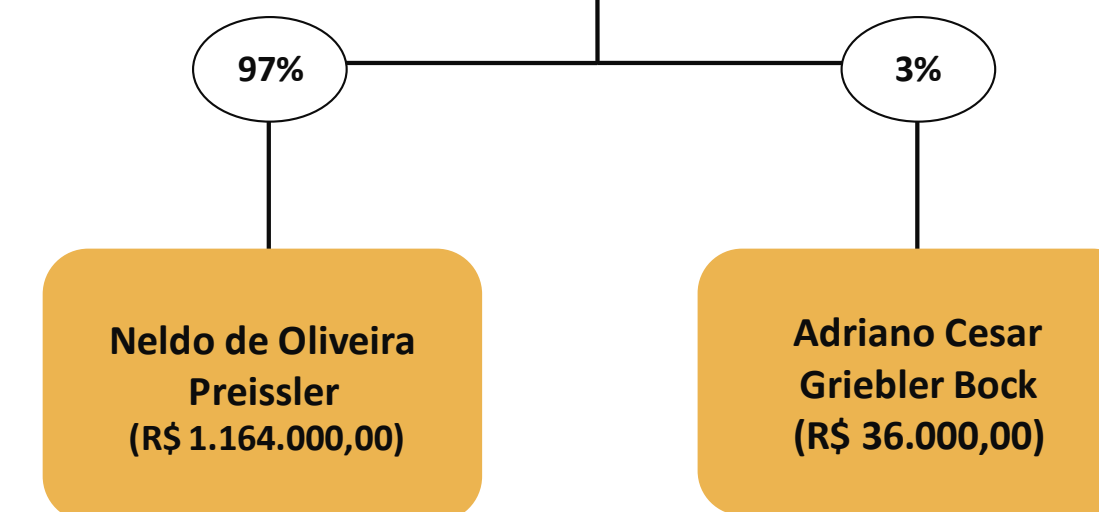 97%
3%
Neldo de Oliveira
Preissler
(R$ 1.164.000,00)
Adriano Cesar
Griebler Bock
(R$ 36.000,00)